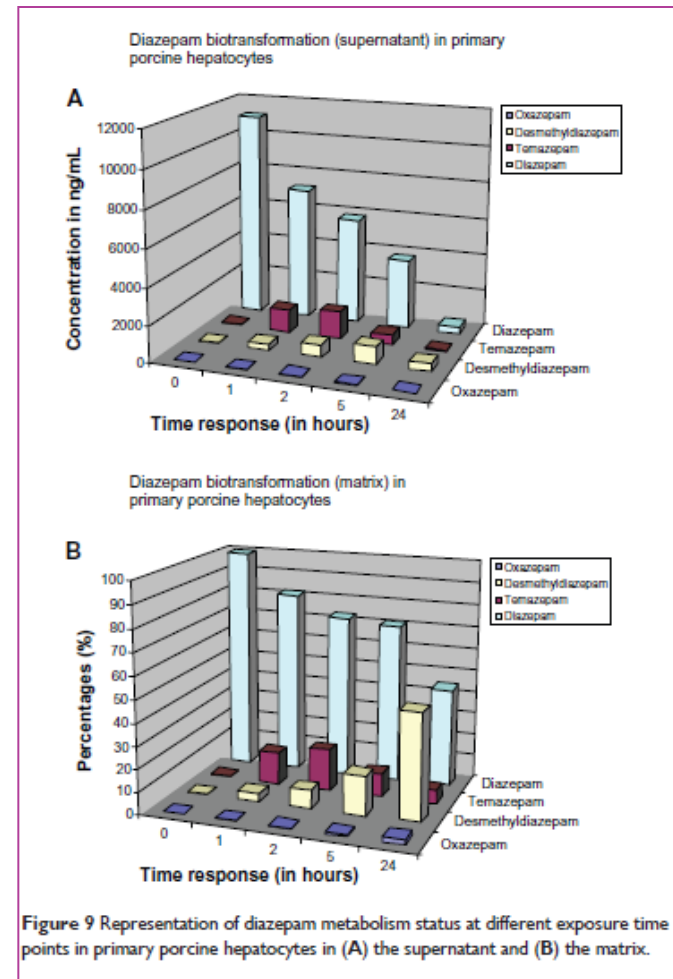 Diazepam biotransformation (supernatant) in primary
porcine hepatocytes
A
Concentration in ng/mL
12000
10000
8000
6000
4000
2000
0
0
1
2
5
24
Time response (in hours)
Oxazepam
Desmethyldiazepam
Temazepam
Diazepam
Diazepam
Temazepam
Desmethyldiazepam
Oxazepam
Diazepam biotransformation (matrix) in
primary porcine hepatocytes
B
Percentages (%)
100
90
80
70
60
50
40
30
20
10
0
0
1
2
5
24
Time response (in hours)
Oxazepam
Desmethyldiazepam
Temazepam
Diazepam
Diazepam
Temazepam
Desmethyldiazepam
Oxazepam
Figure 9 Representation of diazepam metabolism status at different exposure time
points in primary porcine hepatocytes in (A) the supernatant and (B) the matrix.